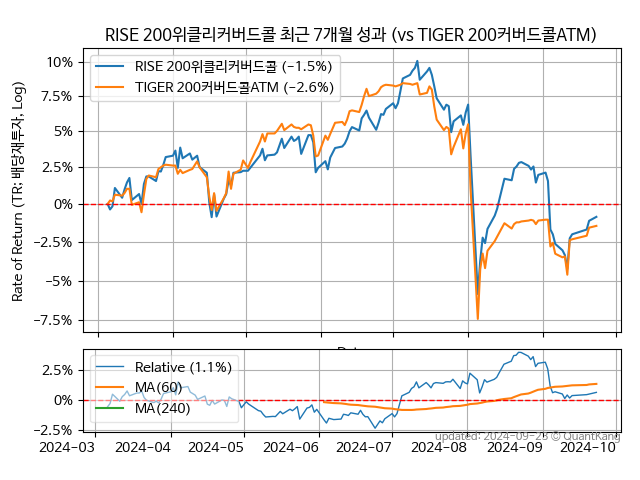 RISE 200위클리커버드콜 최근 7개월 성과 (vs TIGER 200커버드콜ATM)
Rate of Return (TR: 배당재투자, Log)
10%
7.5%
5%
2.5%
0%
−2.5%
−5%
−7.5%
RISE 200위클리커버드콜 (−1.5%)
TIGER 200커버드콜ATM (−2.6%)
2.5%
0%
−2.5%
Relative (1.1%)
MA(60)
MA(240)
updated: 2024-09-23 © QuantKang
2024-03 2024-04 2024-05 2024-06 2024-07 2024-08 2024-09 2024-10